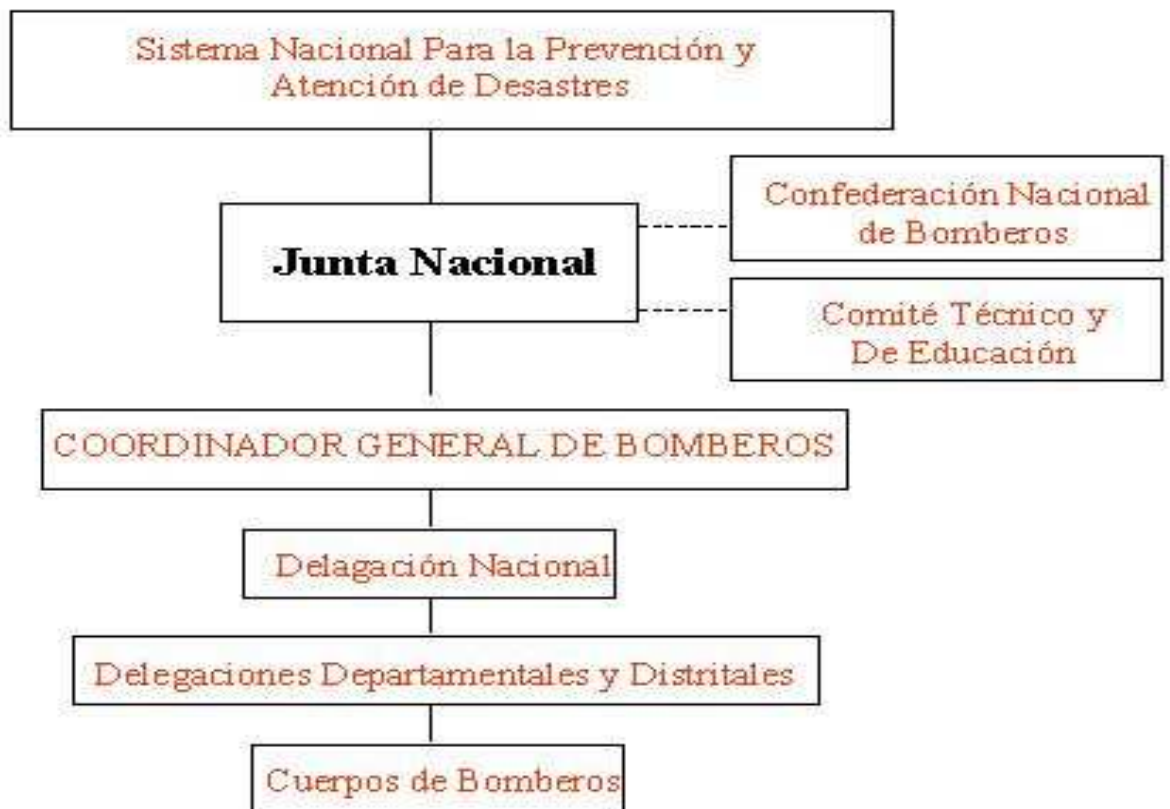 Sistema Nacional Para la Prevención y
Atención de Desastres
Junta Nacional
Confederación Nacional
de Bomberos
Comité Técnico y
De Educación
COORDINADOR GENERAL DE BOMBEROS
Delagación Nacional
Delegaciones Departamentales y Distritales
Cuerpos de Bomberos